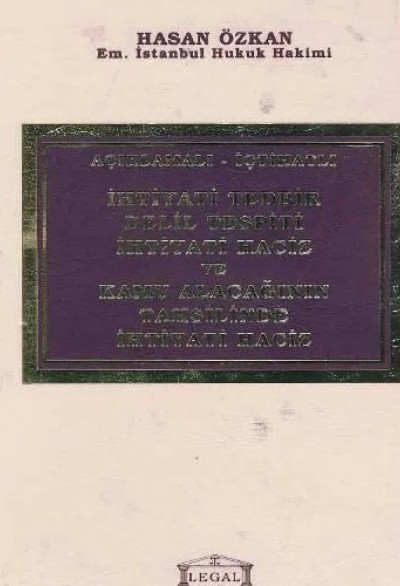 HASAN ÖZKAN
Em. İstanbul Hukuk Hakimi
AÇIKLAMALI - İÇTİHATLI
İHTİYATİ TEDBİR
DELİL TESPİTİ
İHTİYATİ HACİZ
VE
KAMU ALACAĞININ
TAHSİLİNDE
İHTİYATİ HACİZ
LEGAL